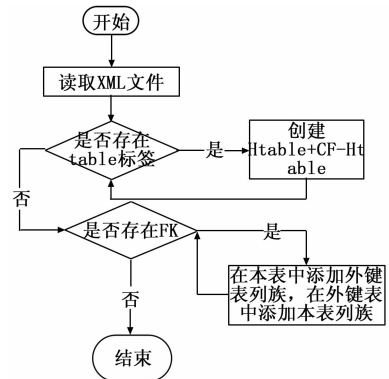 开始
读取XML文件
是否存在
table标签
是
创建
Htable+CF-Ht
able
否
是否存在FK
是
在本表中添加外键
表列族，在外键表
中添加本表列族
否
结束